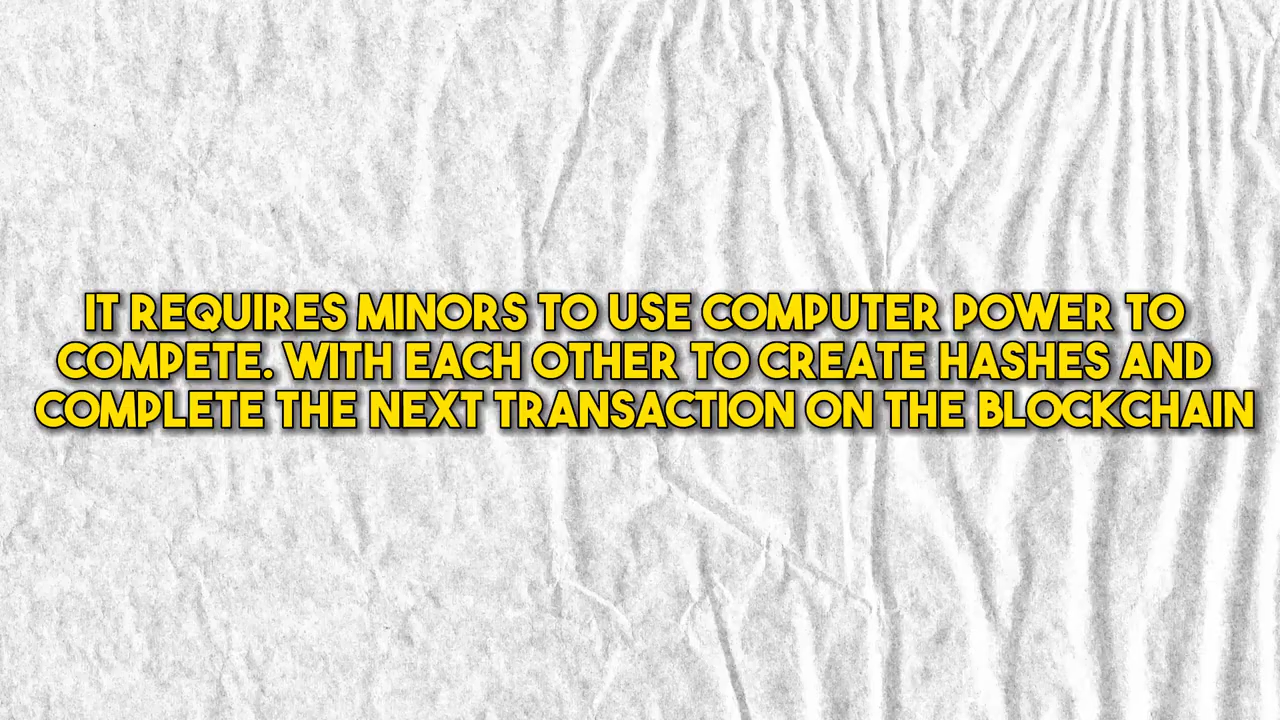 IT REQUIRES MINORS TO USE COMPUTER POWER TO
COMPETE. WITH EACH OTHER TO CREATE HASHES AND
COMPLETE THE NEXT TRANSACTION ON THE BLOCKCHAIN